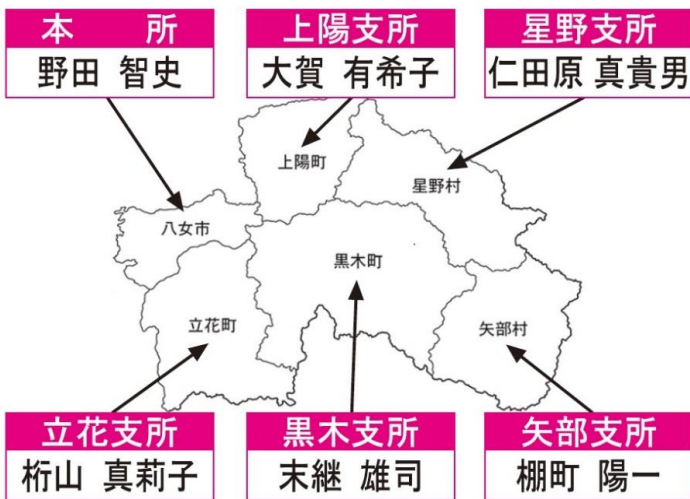 本　所
野田 智史
上陽支所
大賀 有希子
星野支所
仁田原 真貴男
上陽町
星野村
八女市
黒木町
立花町
矢部村
立花支所
桁山 真莉子
黒木支所
末継 雄司
矢部支所
棚町 陽一